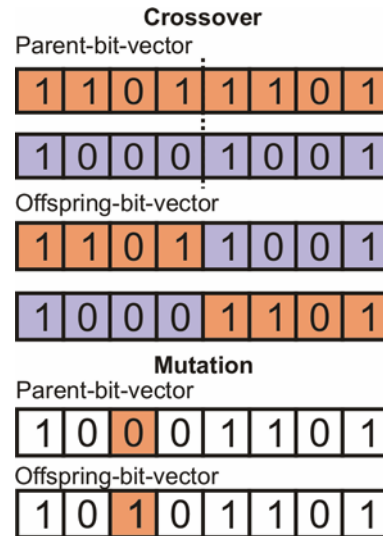 Crossover
Parent-bit-vector
1 1 0 1 1 1 0 1
1 0 0 0 1 0 0 1
Offspring-bit-vector
1 1 0 1 1 0 0 1
1 0 0 0 1 1 0 1
Mutation
Parent-bit-vector
1 0 0 0 1 1 0 1
Offspring-bit-vector
1 0 1 0 1 1 0 1